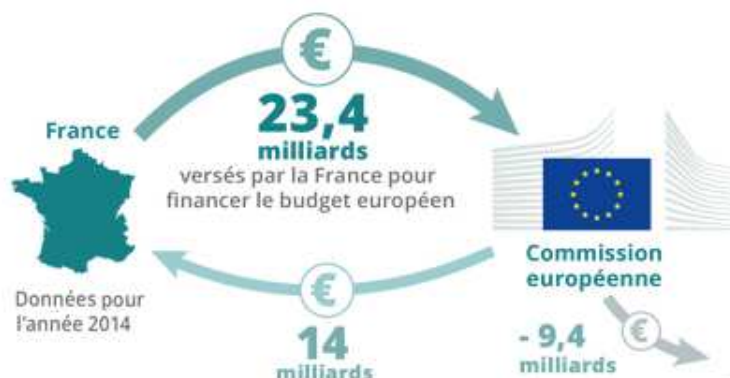 France
€
23,4
milliards
versés par la France pour
financer le budget européen
Commission
européenne
Données pour
l'année 2014
€
14
milliards
€
- 9,4
milliards